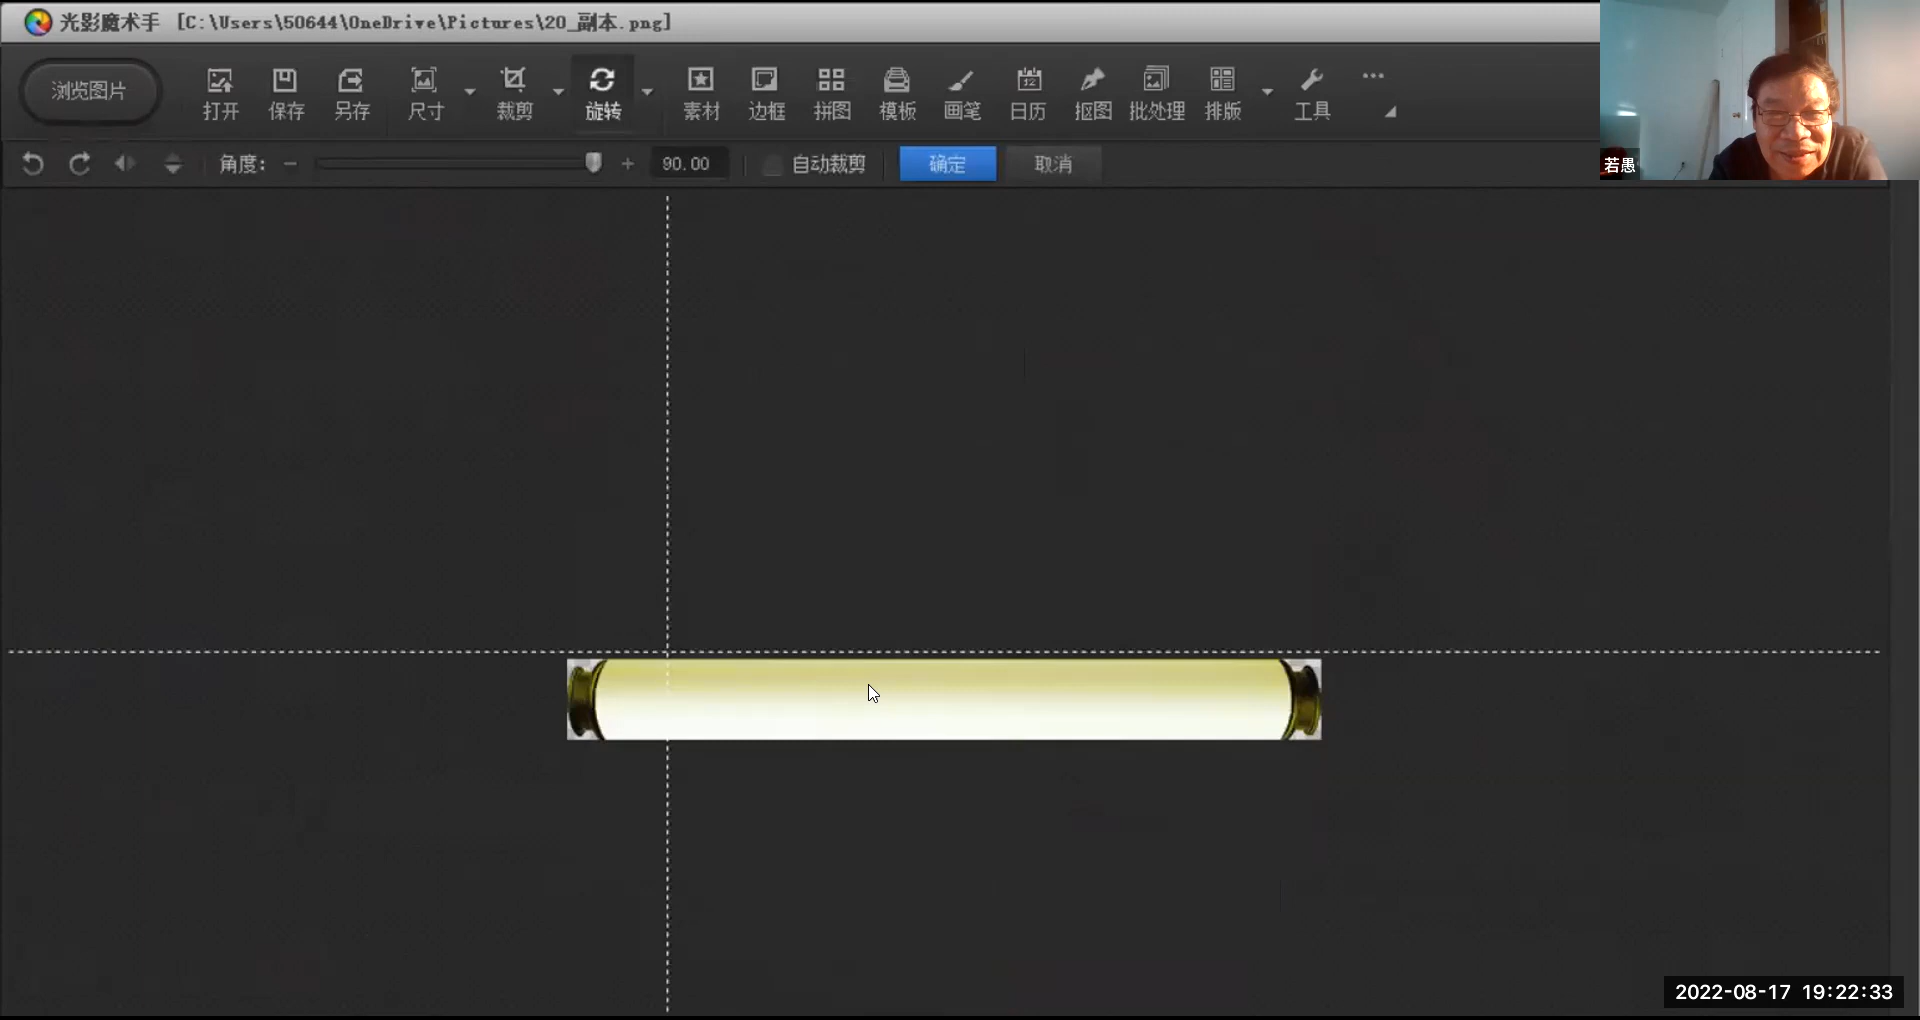 光影魔术手 [C:\Users\50644\OneDrive\Pictures\20_副本.png]
浏览图片 打开 保存 另存 尺寸 裁剪 旋转 素材 边框 拼图 模板 画笔 日历 抠图 批处理 排版 工具
12
角度: 90.00 自动裁剪 确定 取消
若愚
2022-08-17 19:22:33